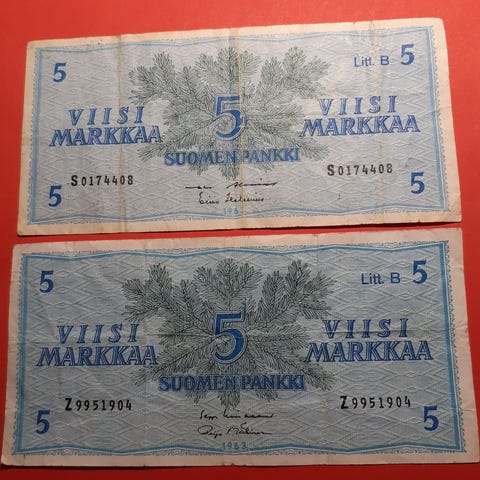 5 Litt. B 5
VIISI 5 VIISI
MARKKAA MARKKAA
SUOMEN PANKKI
S0174408 S0174408
5 5
5 Litt. B 5
VIISI 5 VIISI
MARKKAA MARKKAA
SUOMEN PANKKI
Z9951904 Z9951904
5 5
1963